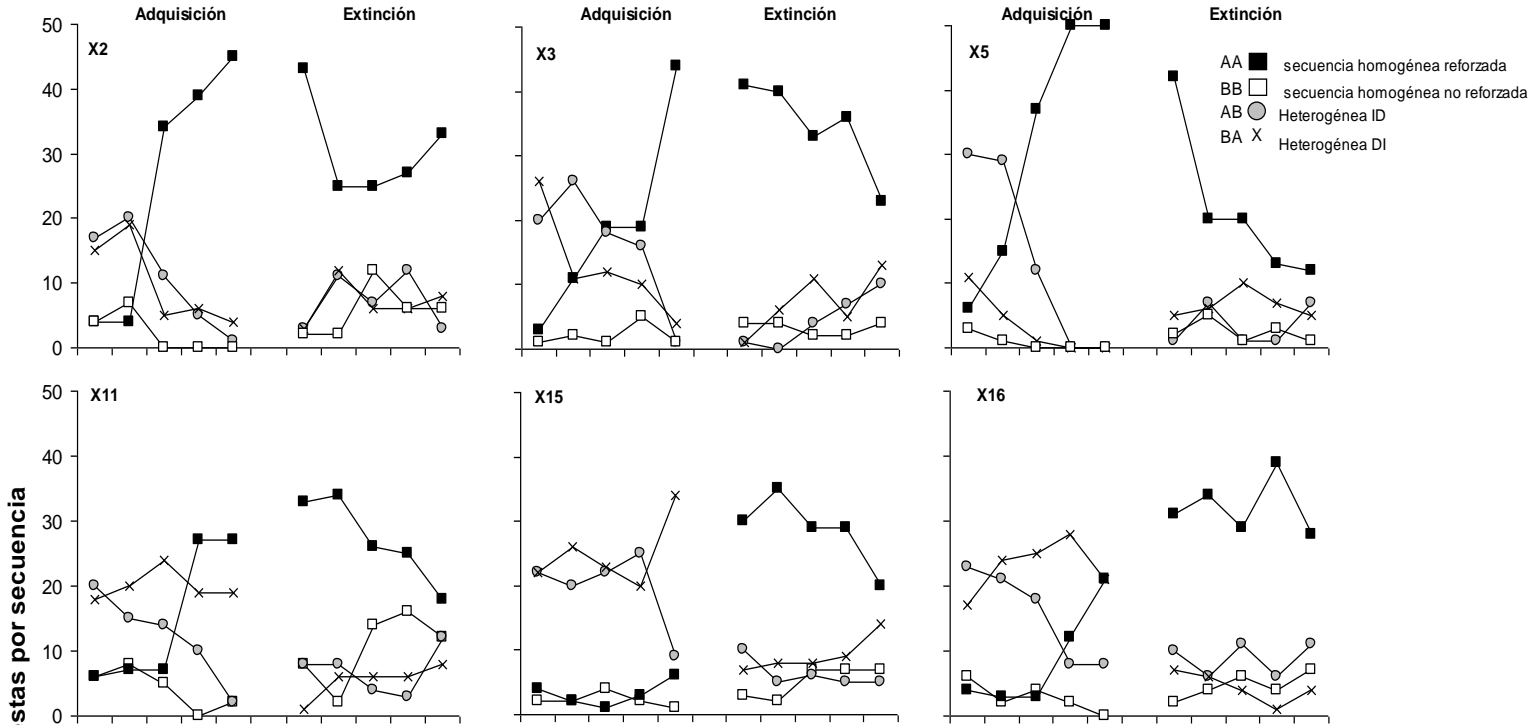 Adquisición Extinción Adquisición Extinción Adquisición Extinción
50 X2 X3 X5
40
30
20
10
0
AA secuencia homogénea reforzada
BB secuencia homogénea no reforzada
AB Heterogénea ID
BA X Heterogénea DI
50 X11 X15 X16
40
30
20
10
0
stas por secuencia